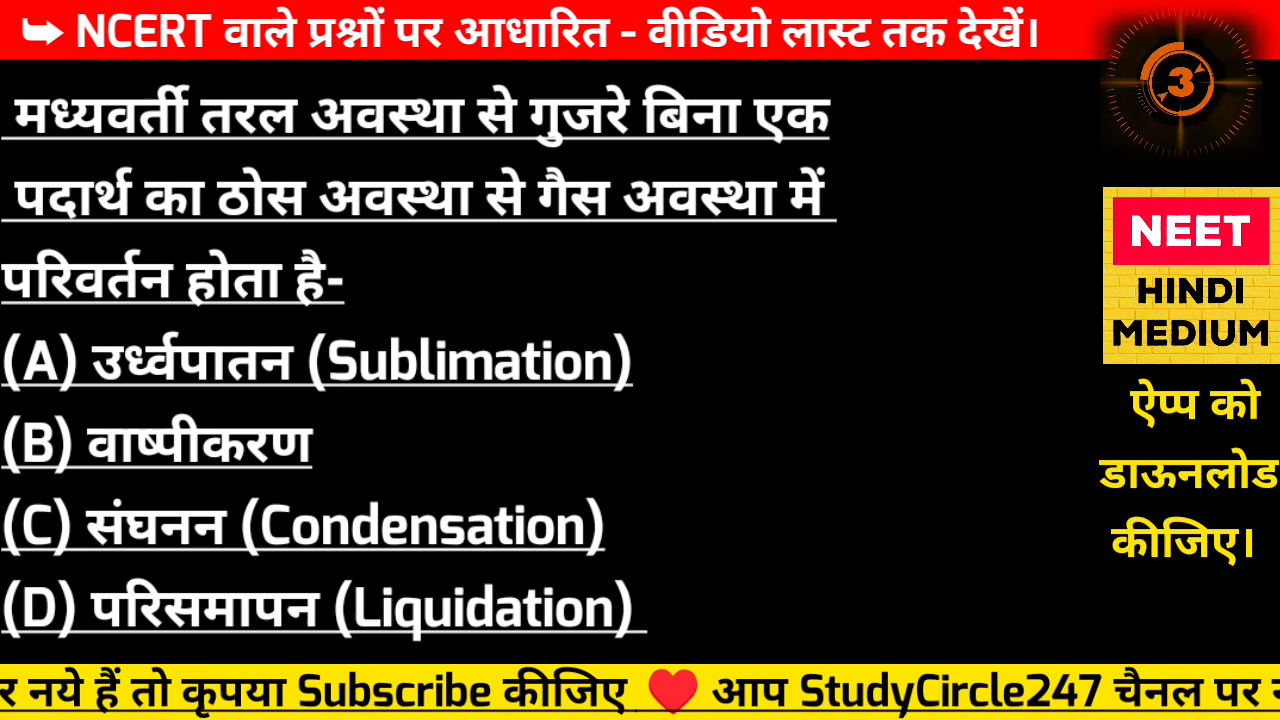 ➥ NCERT वाले प्रश्नों पर आधारित - वीडियो लास्ट तक देखें।
3
मध्यवर्ती तरल अवस्था से गुजरे बिना एक
पदार्थ का ठोस अवस्था से गैस अवस्था में
परिवर्तन होता है-
(A) उर्ध्वपातन (Sublimation)
(B) वाष्पीकरण
(C) संघनन (Condensation)
(D) परिसमापन (Liquidation)
NEET
HINDI
MEDIUM
ऐप्प को
डाऊनलोड
कीजिए।
र नये हैं तो कृपया Subscribe कीजिए ♥ आप StudyCircle247 चैनल पर